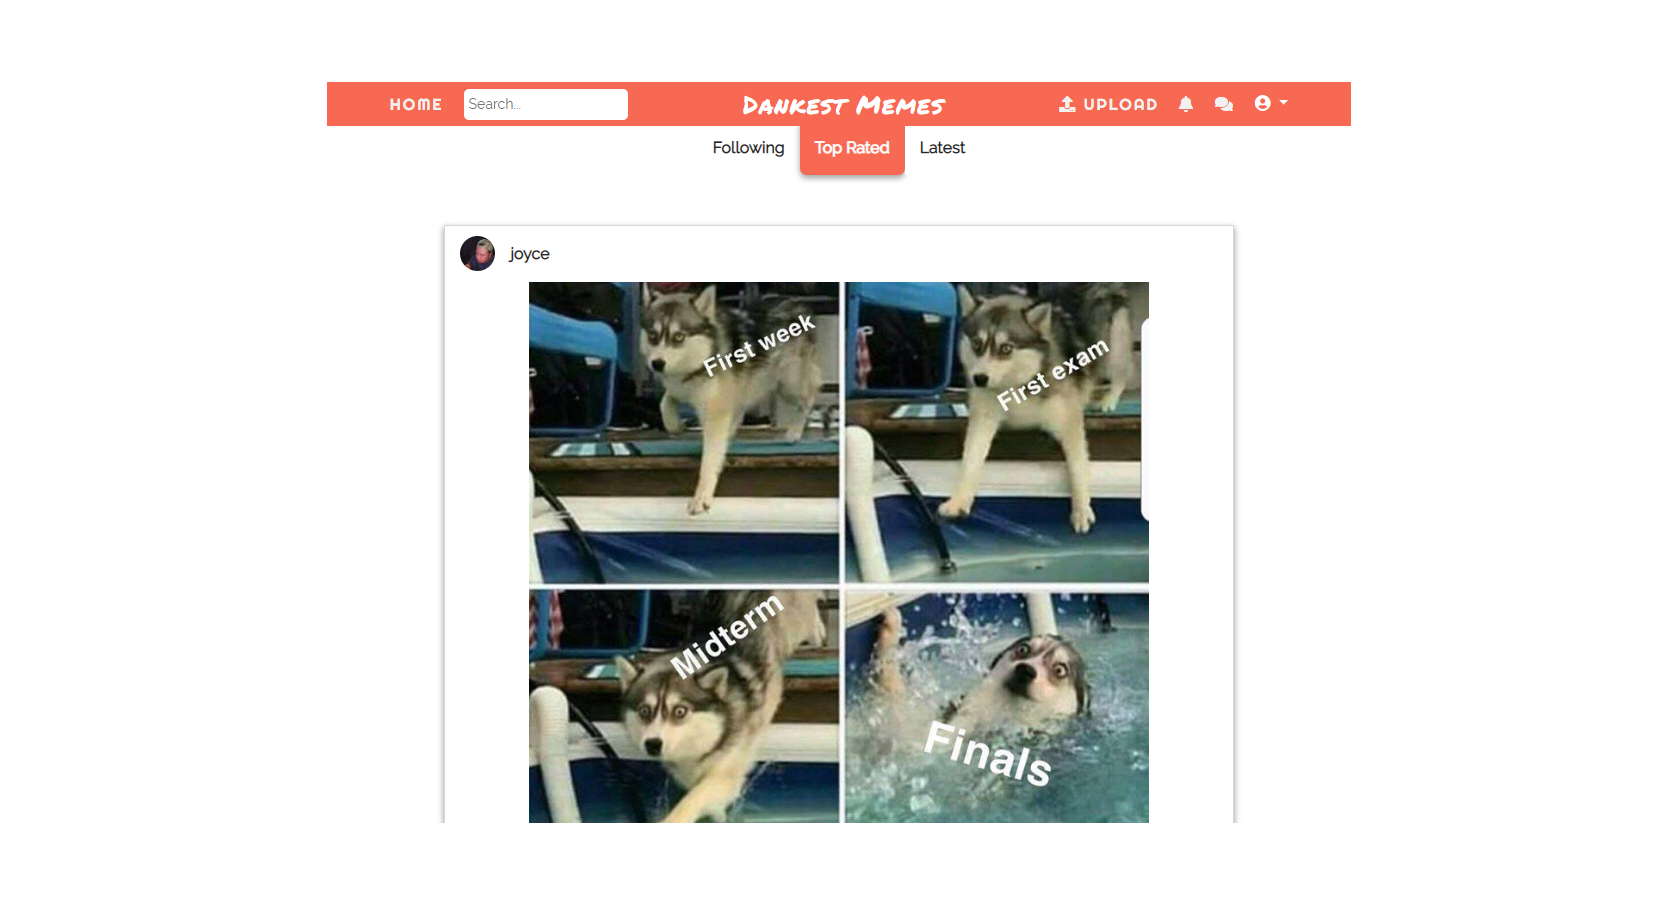 HOME
Search...
Dankest Memes
UPLOAD
Following
Top Rated
Latest
joyce
First week
First exam
Midterm
Finals